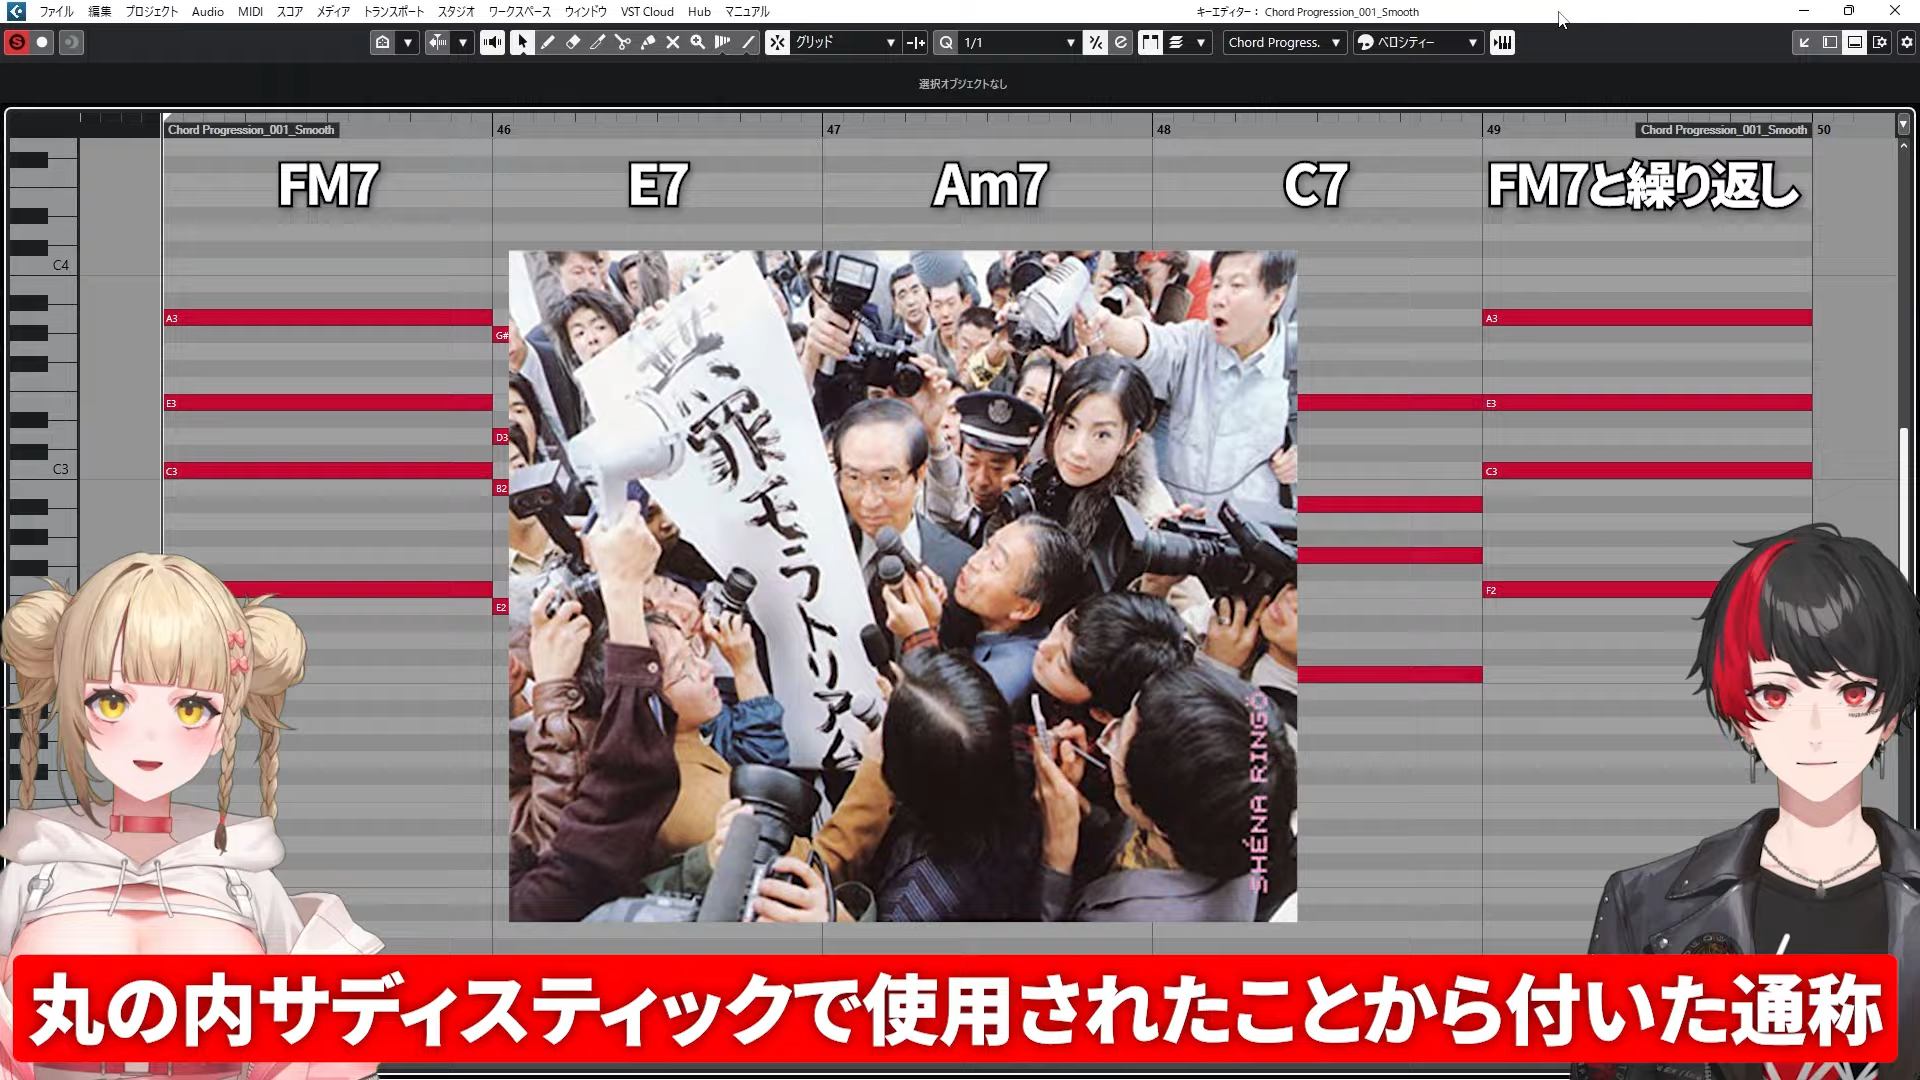 ファイル 編集 プロジェクト Audio MIDI スコア メディア トランスポート スタジオ ワークスペース ウィンドウ VST Cloud Hub マニュアル
キーエディター： Chord Progression_001_Smooth
S グリッド Q 1/1 Chord Progress. ベロシティー
選択オブジェクトなし
Chord Progression_001_Smooth 46 47 48 49 Chord Progression_001_Smooth 50
FM7 E7 Am7 C7 FM7と繰り返し
C4
A3 A3
G#
E3 E3
D3
C3 C3 C3
B2
F2
E2
罪モラトリアム
SHÉNA RINGÖ
丸の内サディスティックで使用されたことから付いた通称